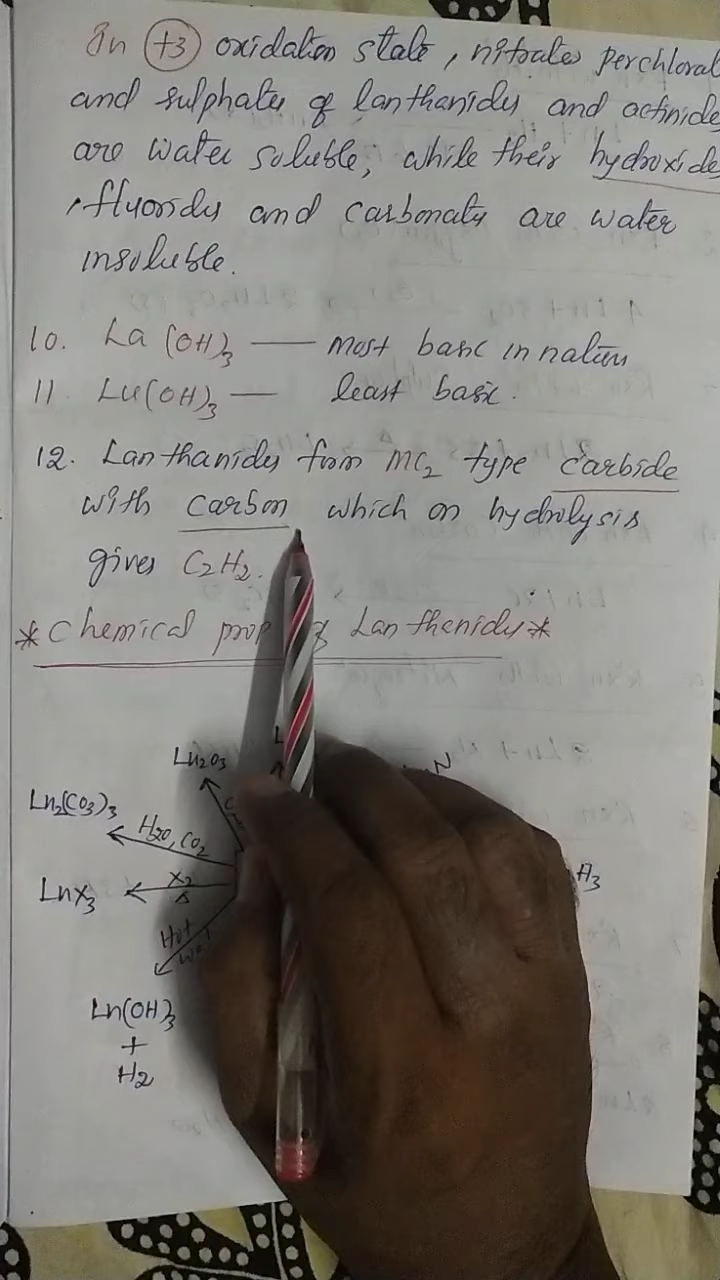 In +3 oxidation state, nitrates perchlorat
and sulphates of lanthanides and actinide
are water soluble; while their hydroxide
, fluorides and carbonates are water
insoluble.
10. La(OH)3 — most basic in nature
11 Lu(OH)3 — least basic.
12. Lanthanides form MC2 type carbide
with carbon which on hydrolysis
gives C2H2.
*Chemical prop Lanthenides*
Ln2O3
N
Ln2(CO3)3
H2O, CO2
H3
LnX3
X2
Δ
Hot
Ln(OH)3
+
H2